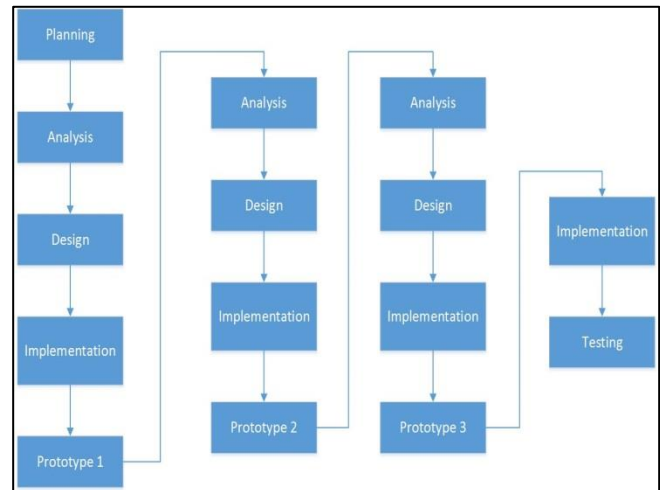 Planning
Analysis
Design
Implementation
Prototype 1
Analysis
Design
Implementation
Prototype 2
Analysis
Design
Implementation
Prototype 3
Implementation
Testing